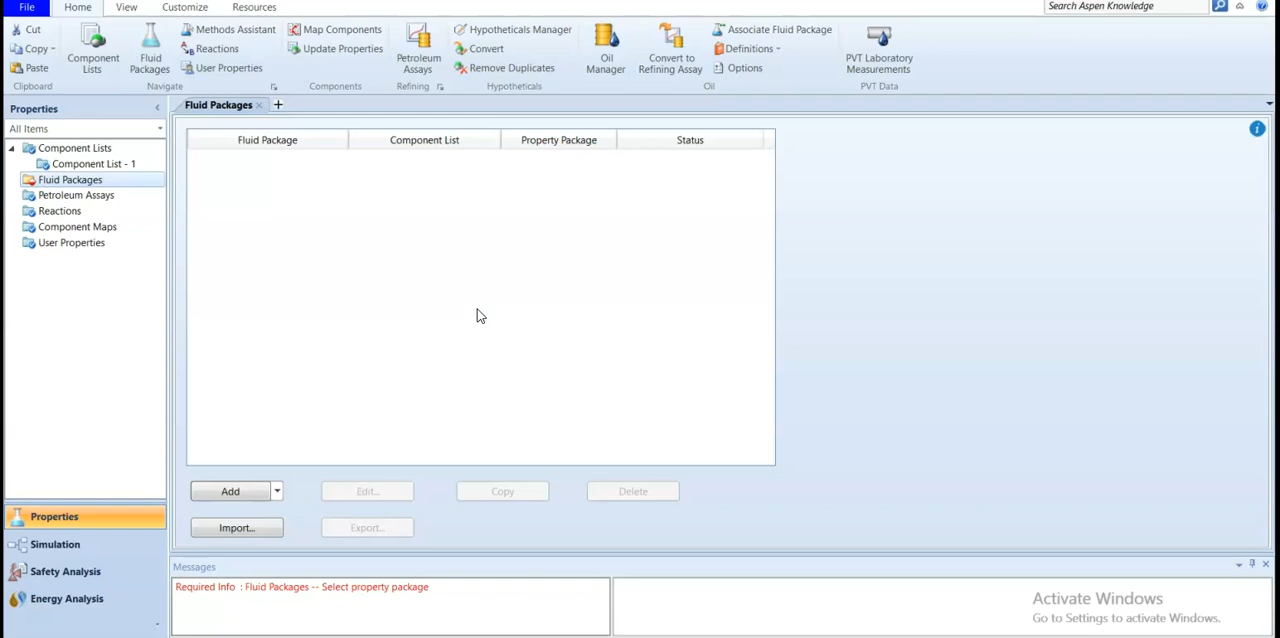 File Home View Customize Resources Search Aspen Knowledge
Cut Copy Paste Clipboard
Component Lists Fluid Packages Methods Assistant Reactions User Properties Navigate
Map Components Update Properties Components
Petroleum Assays Refining
Hypotheticals Manager Convert Remove Duplicates Hypotheticals
Oil Manager Convert to Refining Assay Associate Fluid Package Definitions Options Oil
PVT Laboratory Measurements PVT Data
Properties
All Items
Component Lists
Component List - 1
Fluid Packages
Petroleum Assays
Reactions
Component Maps
User Properties
Properties
Simulation
Safety Analysis
Energy Analysis
Fluid Packages
Fluid Package Component List Property Package Status
Add Edit... Copy Delete
Import... Export...
Messages
Required Info : Fluid Packages -- Select property package
Activate Windows
Go to Settings to activate Windows.